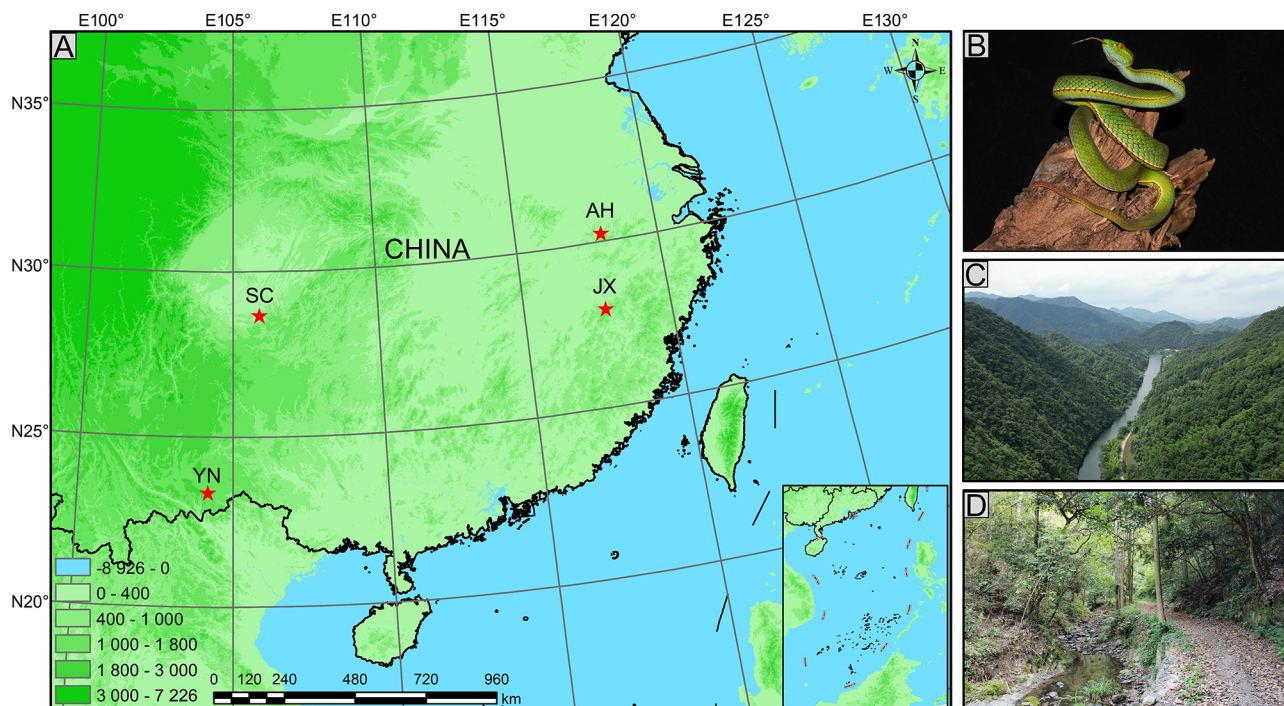 E100° E105° E110° E115° E120° E125° E130°
A
N
W E
S
N35°
AH
CHINA
N30°
JX
SC
N25°
YN
-8 926 - 0
0 - 400
N20°
400 - 1 000
1 000 - 1 800
1 800 - 3 000
3 000 - 7 226
0 120 240 480 720 960
km
B
C
D